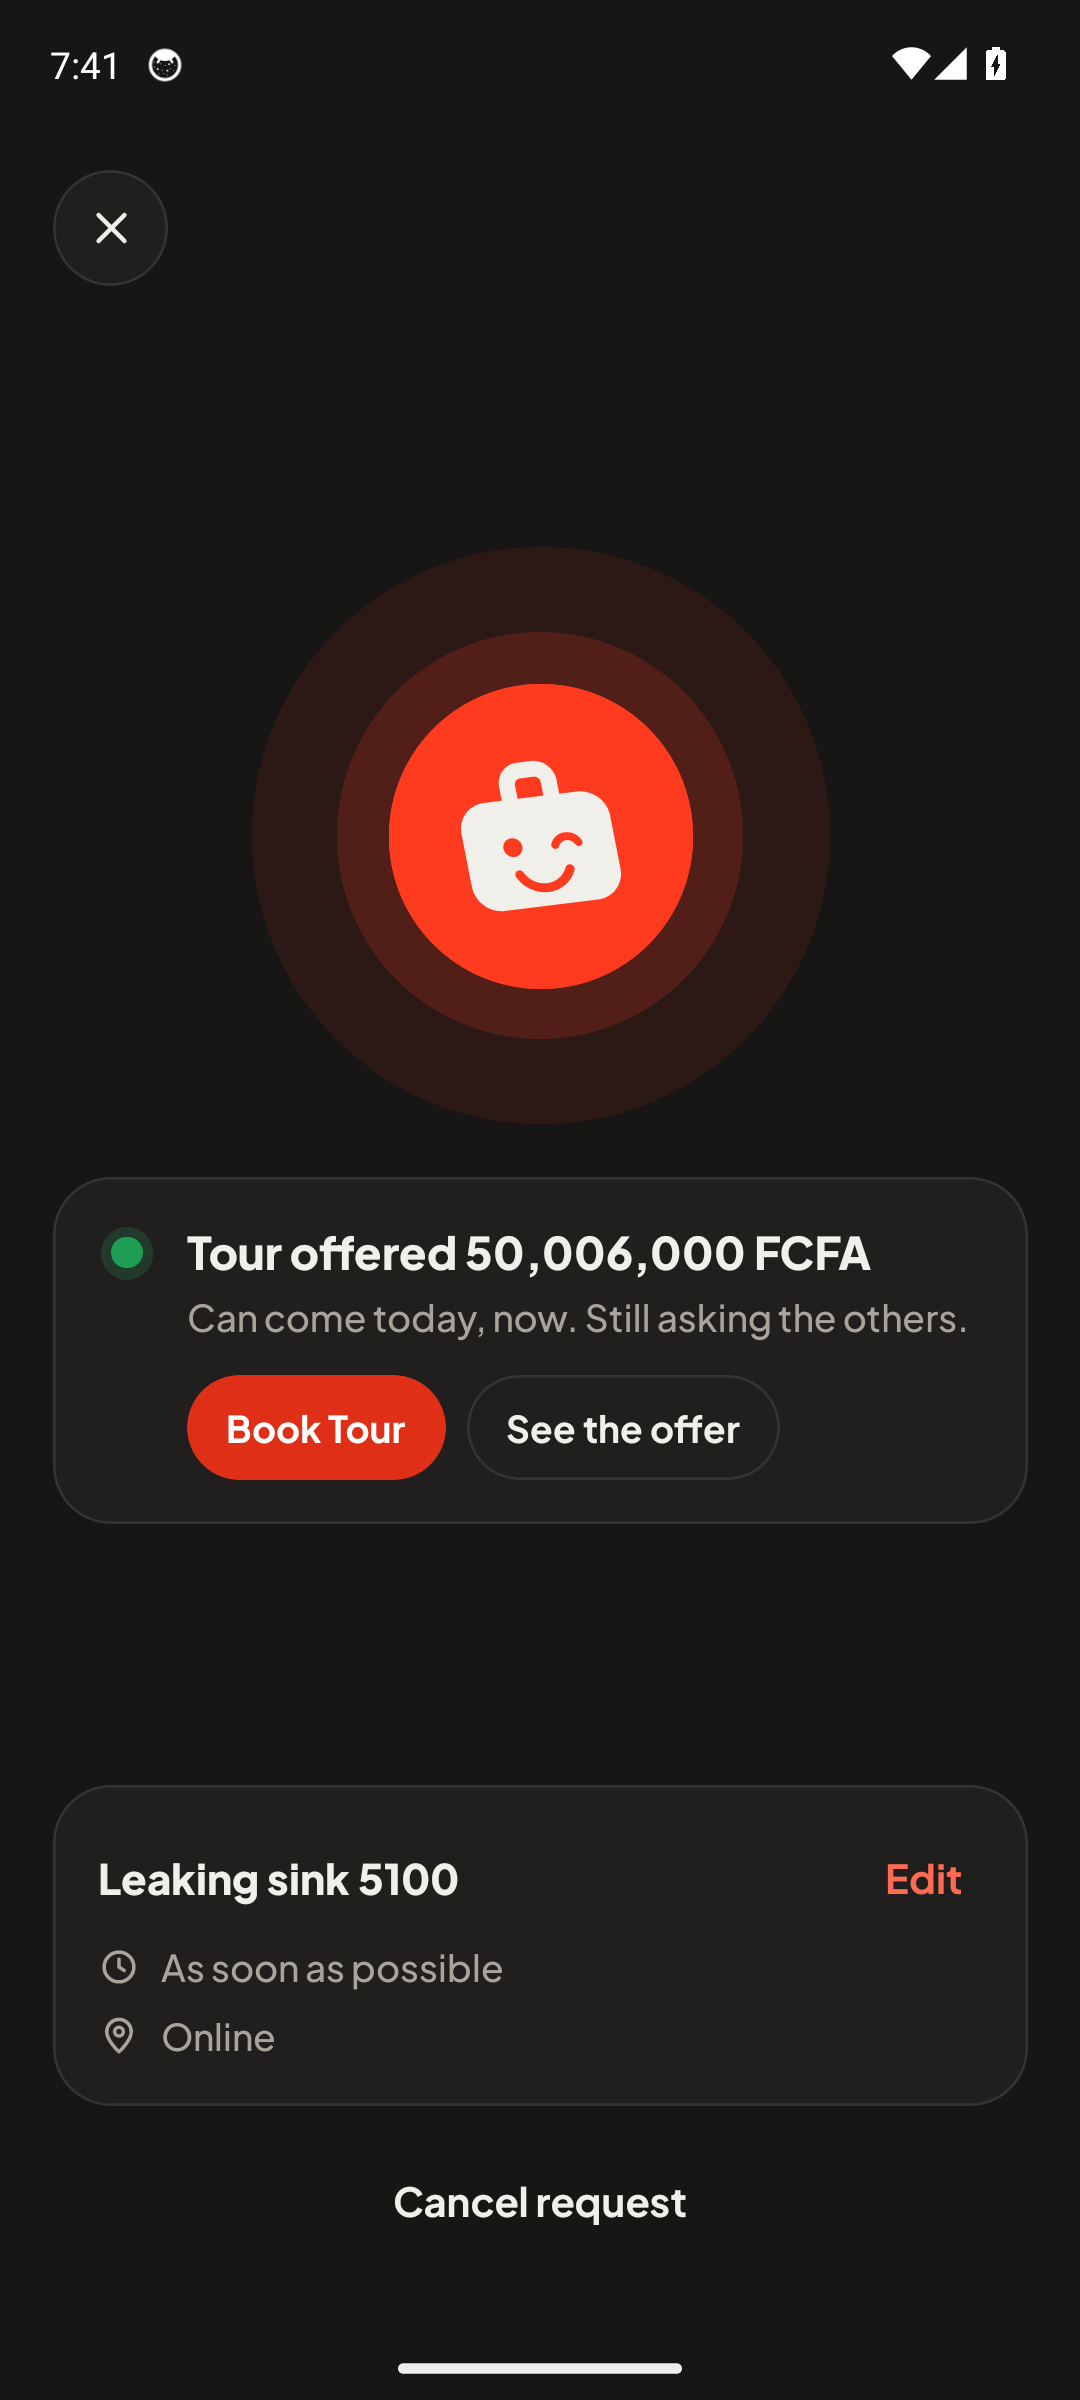 7:41
Tour offered 50,006,000 FCFA
Can come today, now. Still asking the others.
Book Tour
See the offer
Leaking sink 5100
Edit
As soon as possible
Online
Cancel request